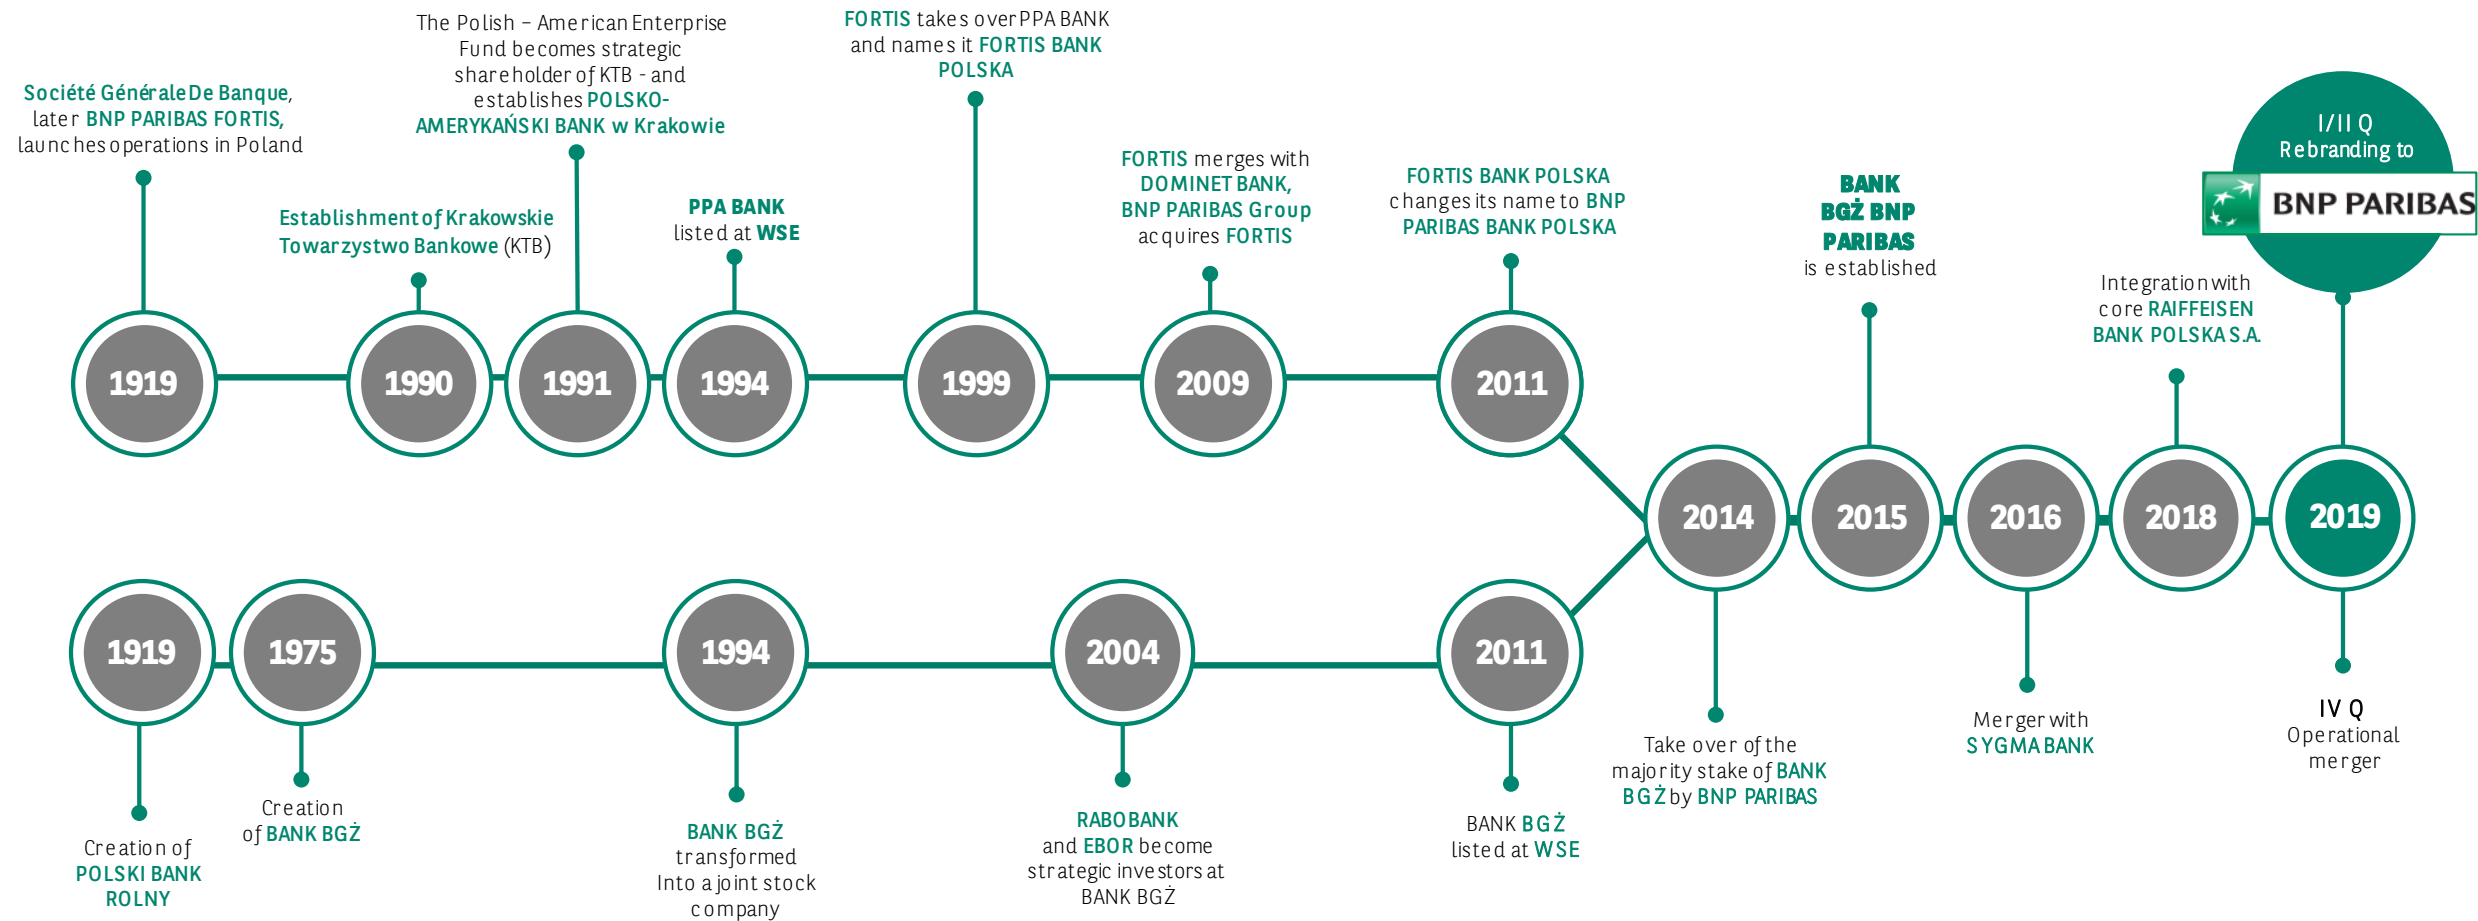 Société Générale De Banque,
later BNP PARIBAS FORTIS,
launches operations in Poland
Establishment of Krakowskie
Towarzystwo Bankowe (KTB)
The Polish – American Enterprise
Fund becomes strategic
shareholder of KTB - and
establishes POLSKO-
AMERYKAŃSKI BANK w Krakowie
PPA BANK
listed at WSE
FORTIS takes over PPA BANK
and names it FORTIS BANK
POLSKA
FORTIS merges with
DOMINET BANK,
BNP PARIBAS Group
acquires FORTIS
FORTIS BANK POLSKA
changes its name to BNP
PARIBAS BANK POLSKA
BANK
BGŻ BNP
PARIBAS
is established
Integration with
core RAIFFEISEN
BANK POLSKA S.A.
I/II Q
Rebranding to
BNP PARIBAS
1919
1990
1991
1994
1999
2009
2011
2014
2015
2016
2018
2019
1919
1975
1994
2004
2011
Creation of
POLSKI BANK
ROLNY
Creation
of BANK BGŻ
BANK BGŻ
transformed
Into a joint stock
company
RABOBANK
and EBOR become
strategic investors at
BANK BGŻ
BANK BGŻ
listed at WSE
Take over of the
majority stake of BANK
BGŻ by BNP PARIBAS
Merger with
SYGMA BANK
IV Q
Operational
merger